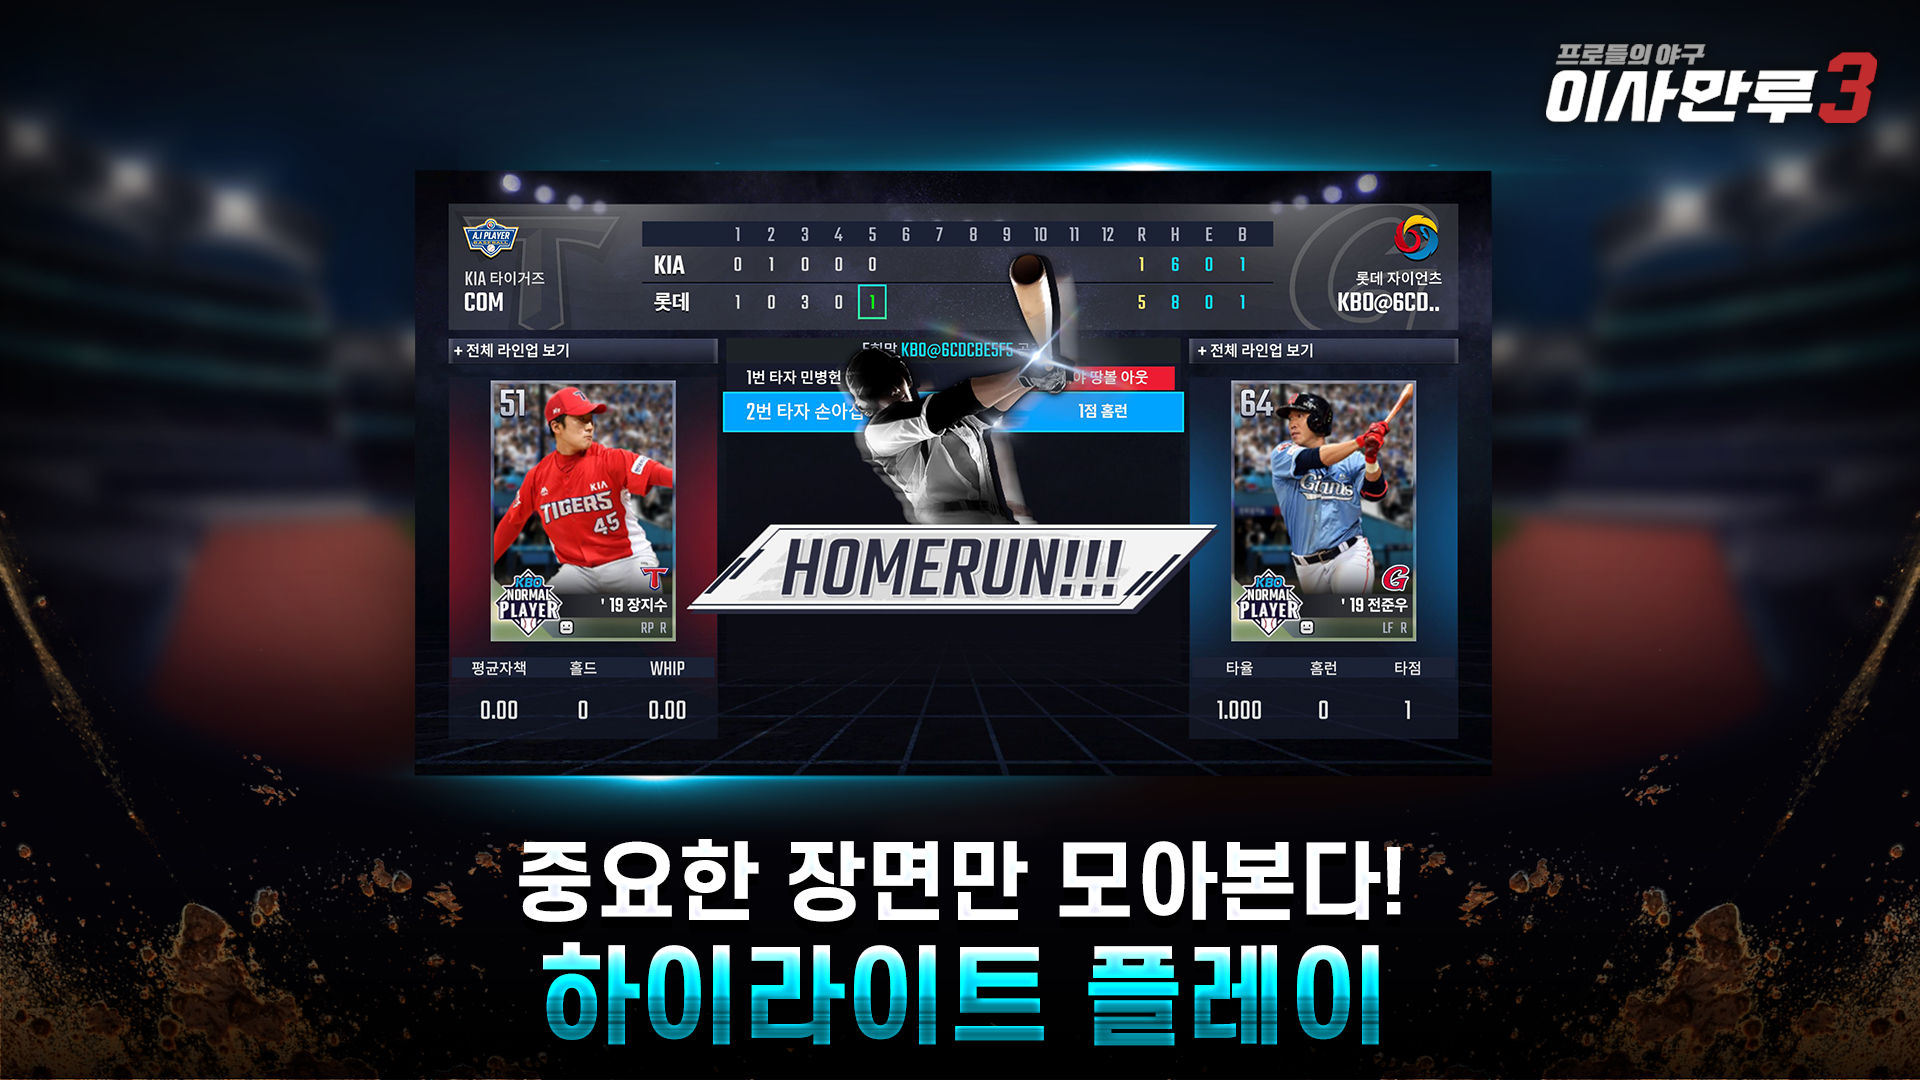 프로들의 야구
이사만루3
1 2 3 4 5 6 7 8 9 10 11 12 R H E B
KIA 0 1 0 0 0 1 6 0 1
롯데 1 0 3 0 1 5 8 0 1
A.I PLAYER
BASEBALL
KIA 타이거즈
COM
롯데 자이언츠
KBO@6CD..
+ 전체 라인업 보기
KBO@6CDCBE5F5
+ 전체 라인업 보기
1번 타자 민병헌
땅볼 아웃
2번 타자 손아섭
1점 홈런
51
KIA
TIGERS
45
KBO
NORMAL
PLAYER
T
'19 장지수
RP R
HOMERUN!!!
64
Giants
KBO
NORMAL
PLAYER
G
'19 전준우
LF R
평균자책 홀드 WHIP
0.00 0 0.00
타율 홈런 타점
1.000 0 1
중요한 장면만 모아본다!
하이라이트 플레이